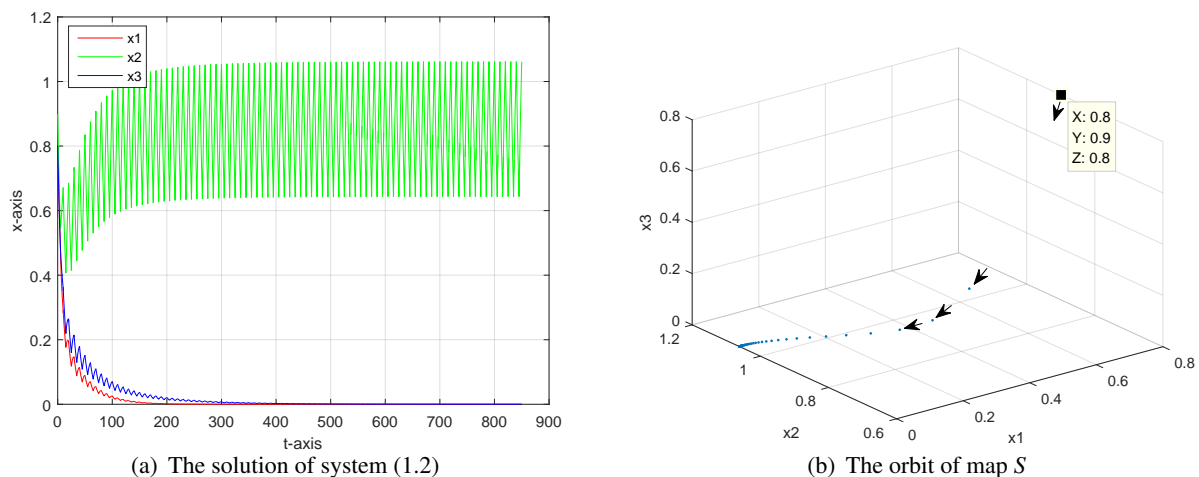 1.2
1
0.8
0.6
0.4
0.2
0
x-axis
x1
x2
x3
0 100 200 300 400 500 600 700 800 900
t-axis
(a) The solution of system (1.2)
0.8
0.6
0.4
0.2
0
x3
X: 0.8
Y: 0.9
Z: 0.8
1.2
1
0.8
0.6
x2
0
0.2
0.4
0.6
0.8
x1
(b) The orbit of map S